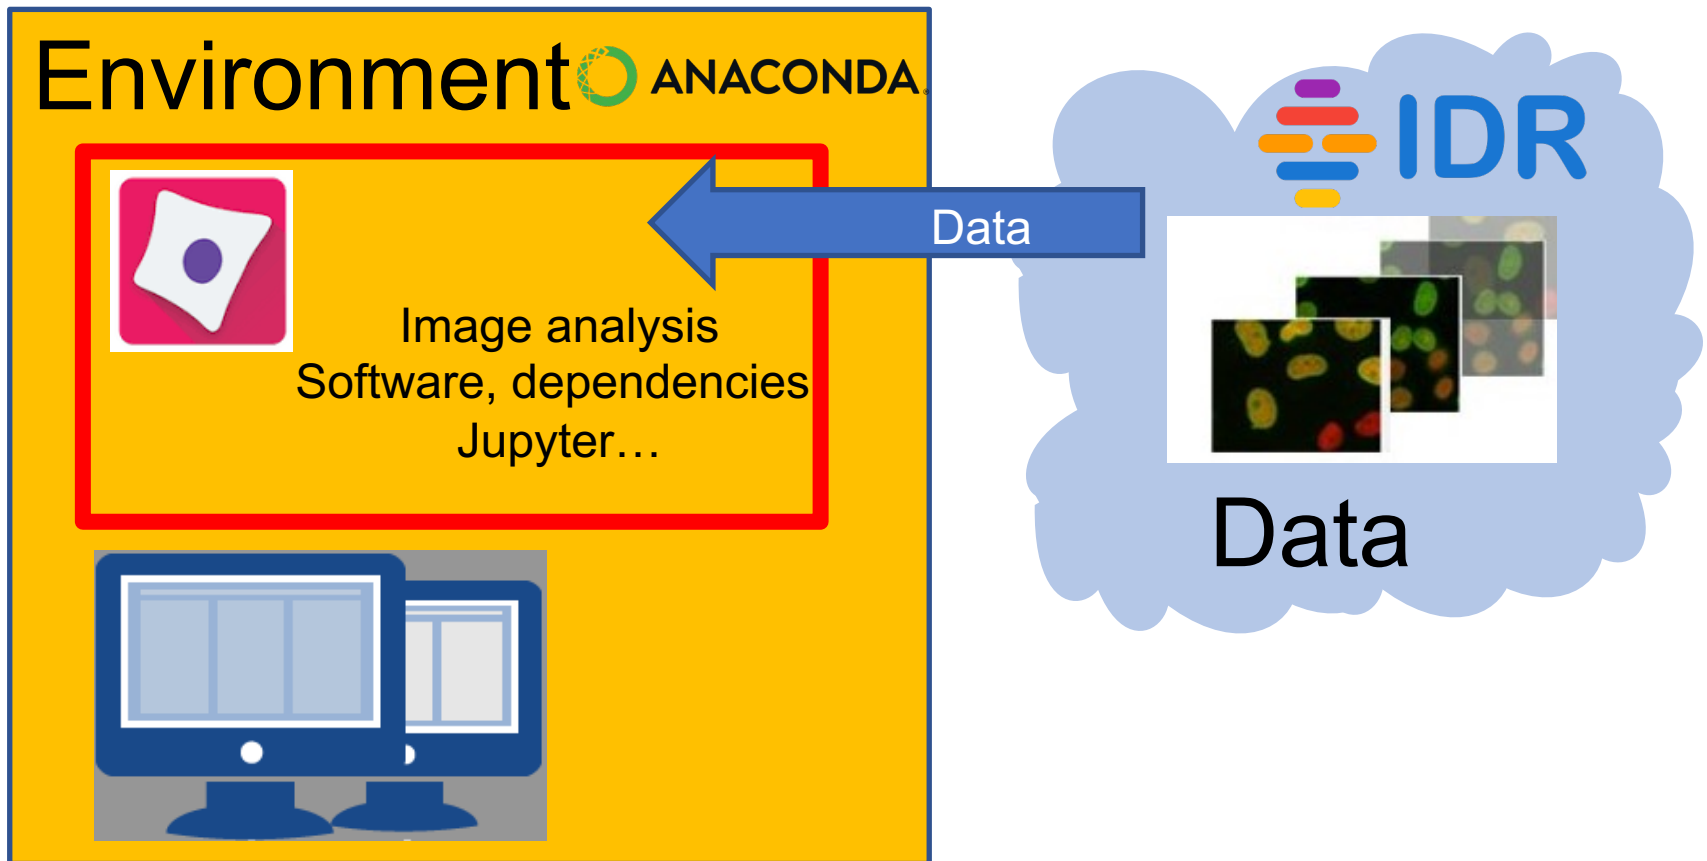 Environment
ANACONDA
Image analysis
Software, dependencies
Jupyter…
Data
IDR
Data